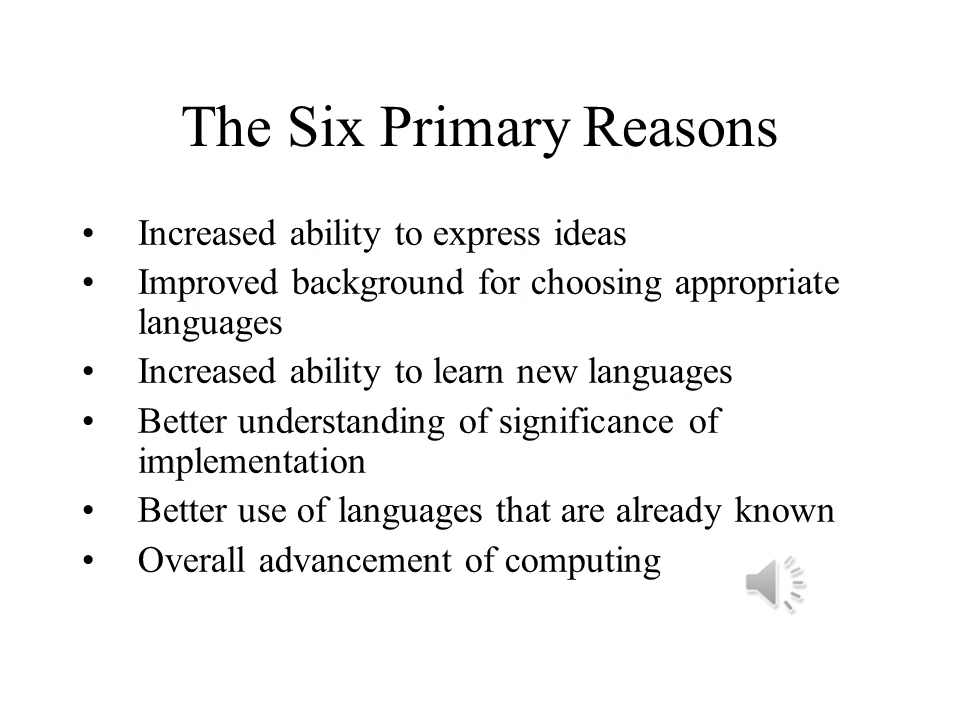 The Six Primary Reasons
• Increased ability to express ideas
• Improved background for choosing appropriate
languages
• Increased ability to learn new languages
• Better understanding of significance of
implementation
• Better use of languages that are already known
• Overall advancement of computing